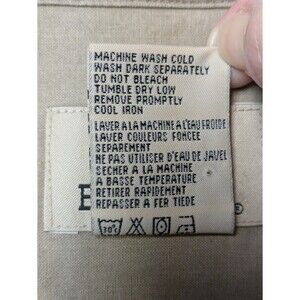 MACHINE WASH COLD
WASH DARK SEPARATELY
DO NOT BLEACH
TUMBLE DRY LOW
REMOVE PROMPTLY
COOL IRON
LAVER A LA MACHINE A L'EAU FROIDE
LAVER COULEURS FONCEE
SEPAREMENT
NE PAS UTILISER D'EAU DE JAVEL
SECHER A LA MACHINE
A BASSE TEMPERATURE
RETIRER RAPIDEMENT
REPASSER A FER TIEDE
30°C
®